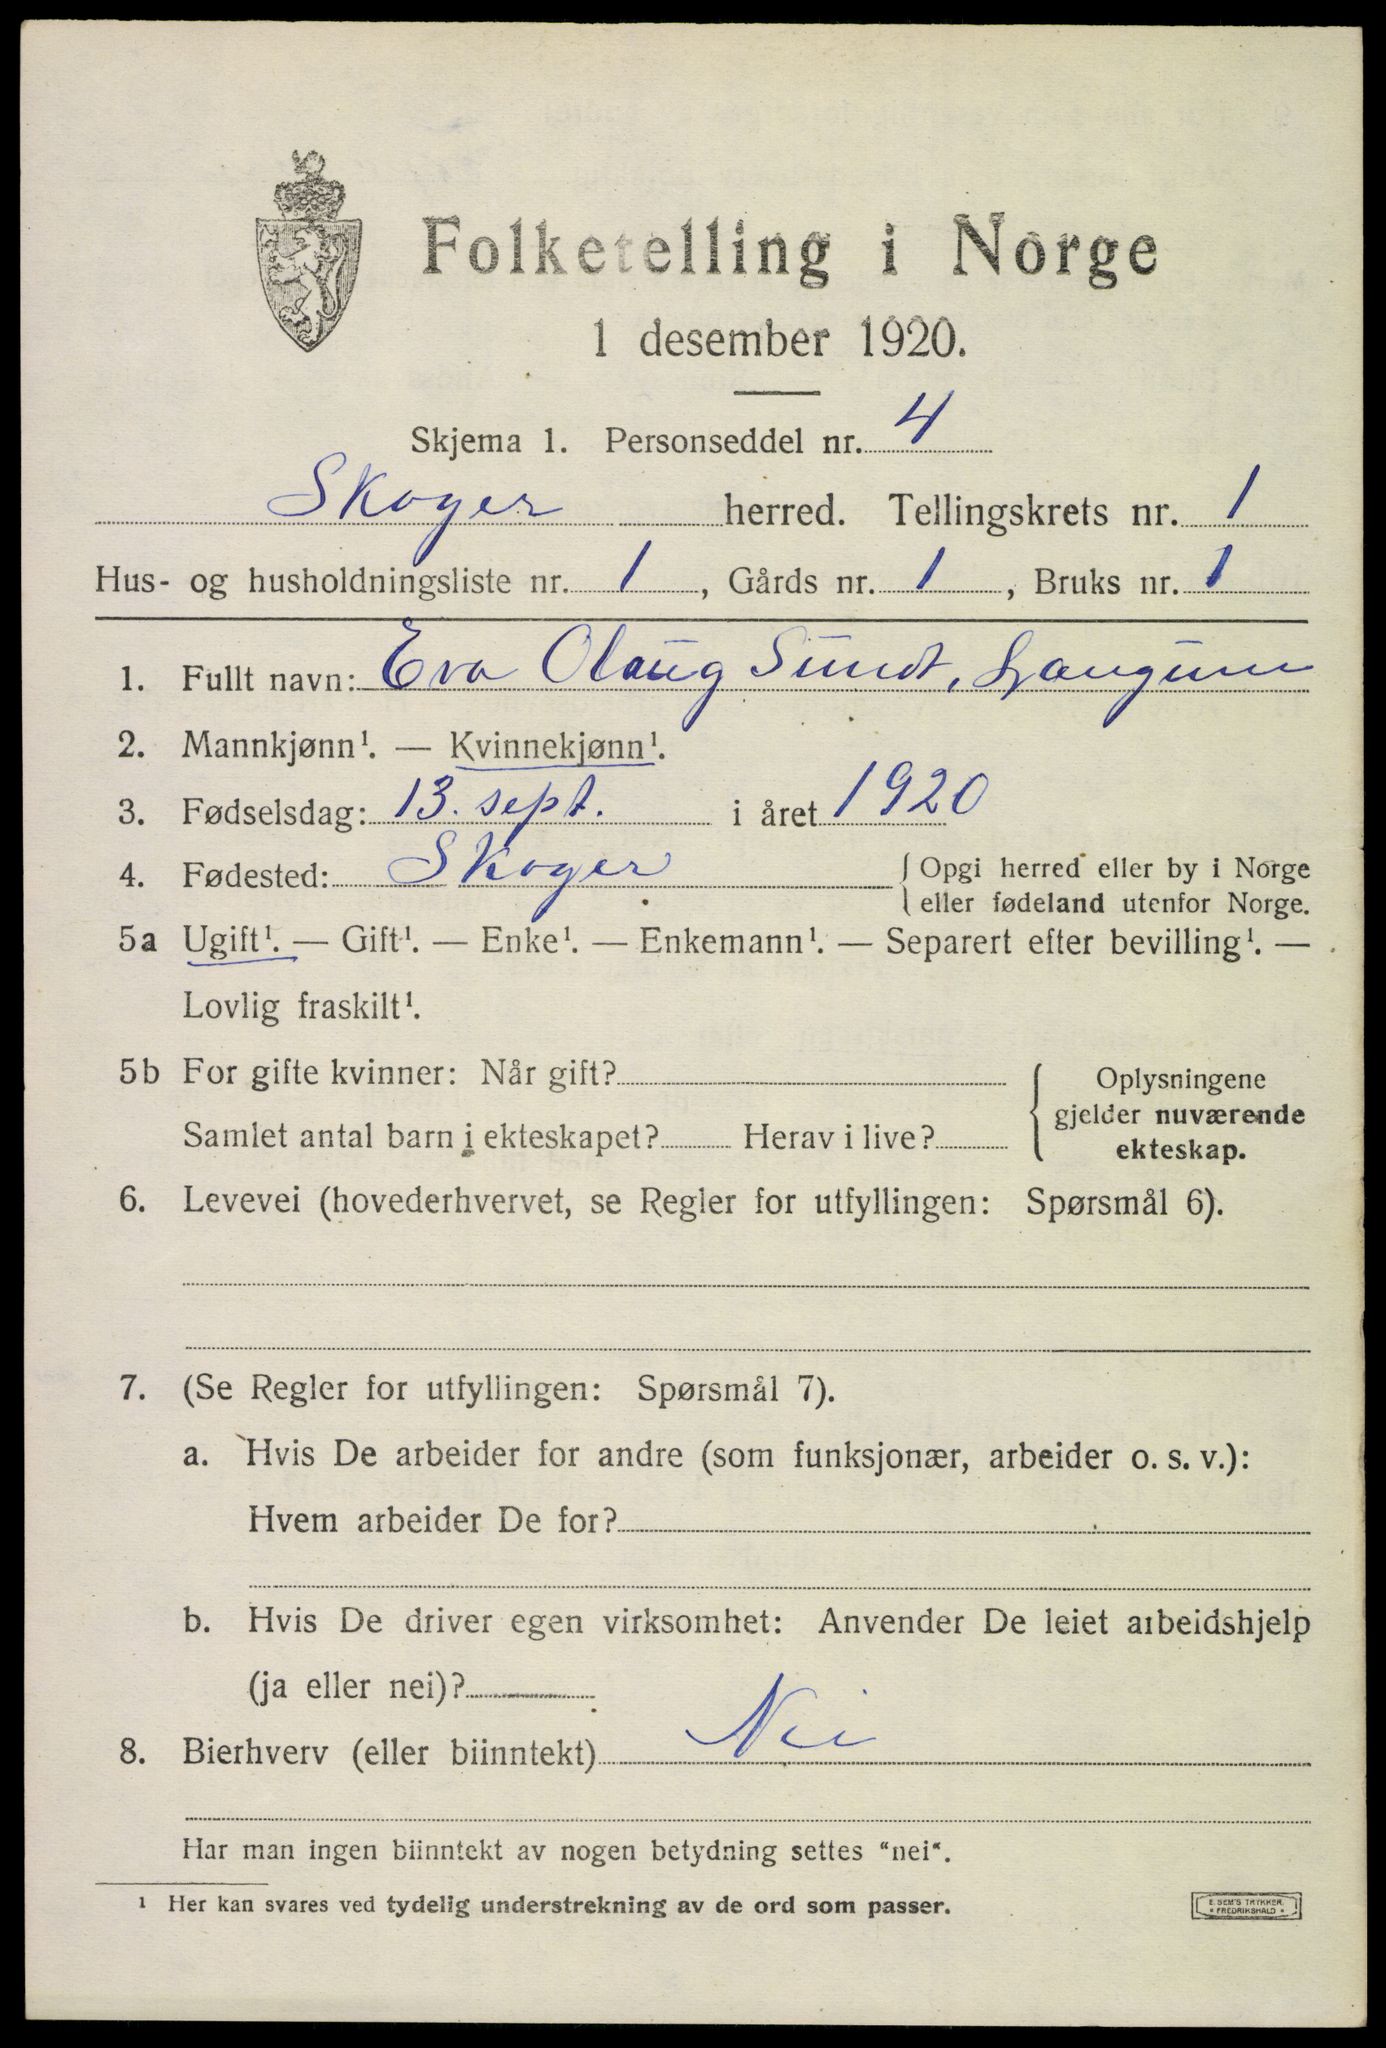 Folketelling i Norge
1 desember 1920.
Skjema 1. Personseddel nr. 4
Skoger herred. Tellingskrets nr. 1
Hus- og husholdningsliste nr. 1, Gårds nr. 1, Bruks nr. 1
1. Fullt navn: Eva Olaug Sundt, Langum
2. Mannkjønn¹. — Kvinnekjønn¹.
3. Fødselsdag: 13. sept. i året 1920
4. Fødested: Skoger { Opgi herred eller by i Norge
eller fødeland utenfor Norge.
5a Ugift¹. — Gift¹. — Enke¹. — Enkemann¹. — Separert efter bevilling¹. —
Lovlig fraskilt¹.
5b For gifte kvinner: Når gift?
Samlet antal barn i ekteskapet? Herav i live?
{ Oplysningene
gjelder nuværende
ekteskap.
6. Levevei (hovederhvervet, se Regler for utfyllingen: Spørsmål 6).
7. (Se Regler for utfyllingen: Spørsmål 7).
a. Hvis De arbeider for andre (som funksjonær, arbeider o. s. v.):
Hvem arbeider De for?
b. Hvis De driver egen virksomhet: Anvender De leiet arbeidshjelp
(ja eller nei)?
8. Bierhverv (eller biinntekt) Nei
Har man ingen biinntekt av nogen betydning settes "nei".
¹ Her kan svares ved tydelig understrekning av de ord som passer.
E. SEM'S TRYKKER.
* FREDRIKSHALD *